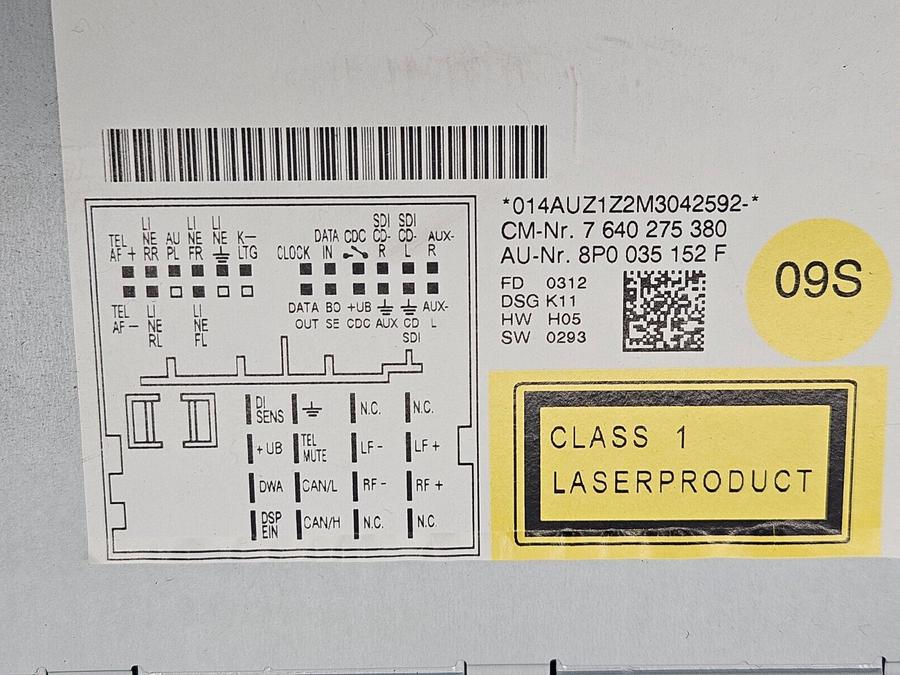 *014AUZ1Z2M3042592-*
CM-Nr. 7 640 275 380
AU-Nr. 8P0 035 152 F
FD 0312
DSG K11
HW H05
SW 0293
09S
TEL AF + LI NE RR AU PL LI NE FR LI NE K— LTG CLOCK DATA IN CDC SDI CD- R SDI CD- L AUX- R
TEL AF − LI NE RL LI NE FL DATA OUT BO SE +UB CDC AUX CD SDI AUX- L
DI SENS N.C. N.C.
+ UB TEL MUTE LF - LF +
DWA CAN/L RF - RF +
DSP EIN CAN/H N.C. N.C.
CLASS 1
LASERPRODUCT